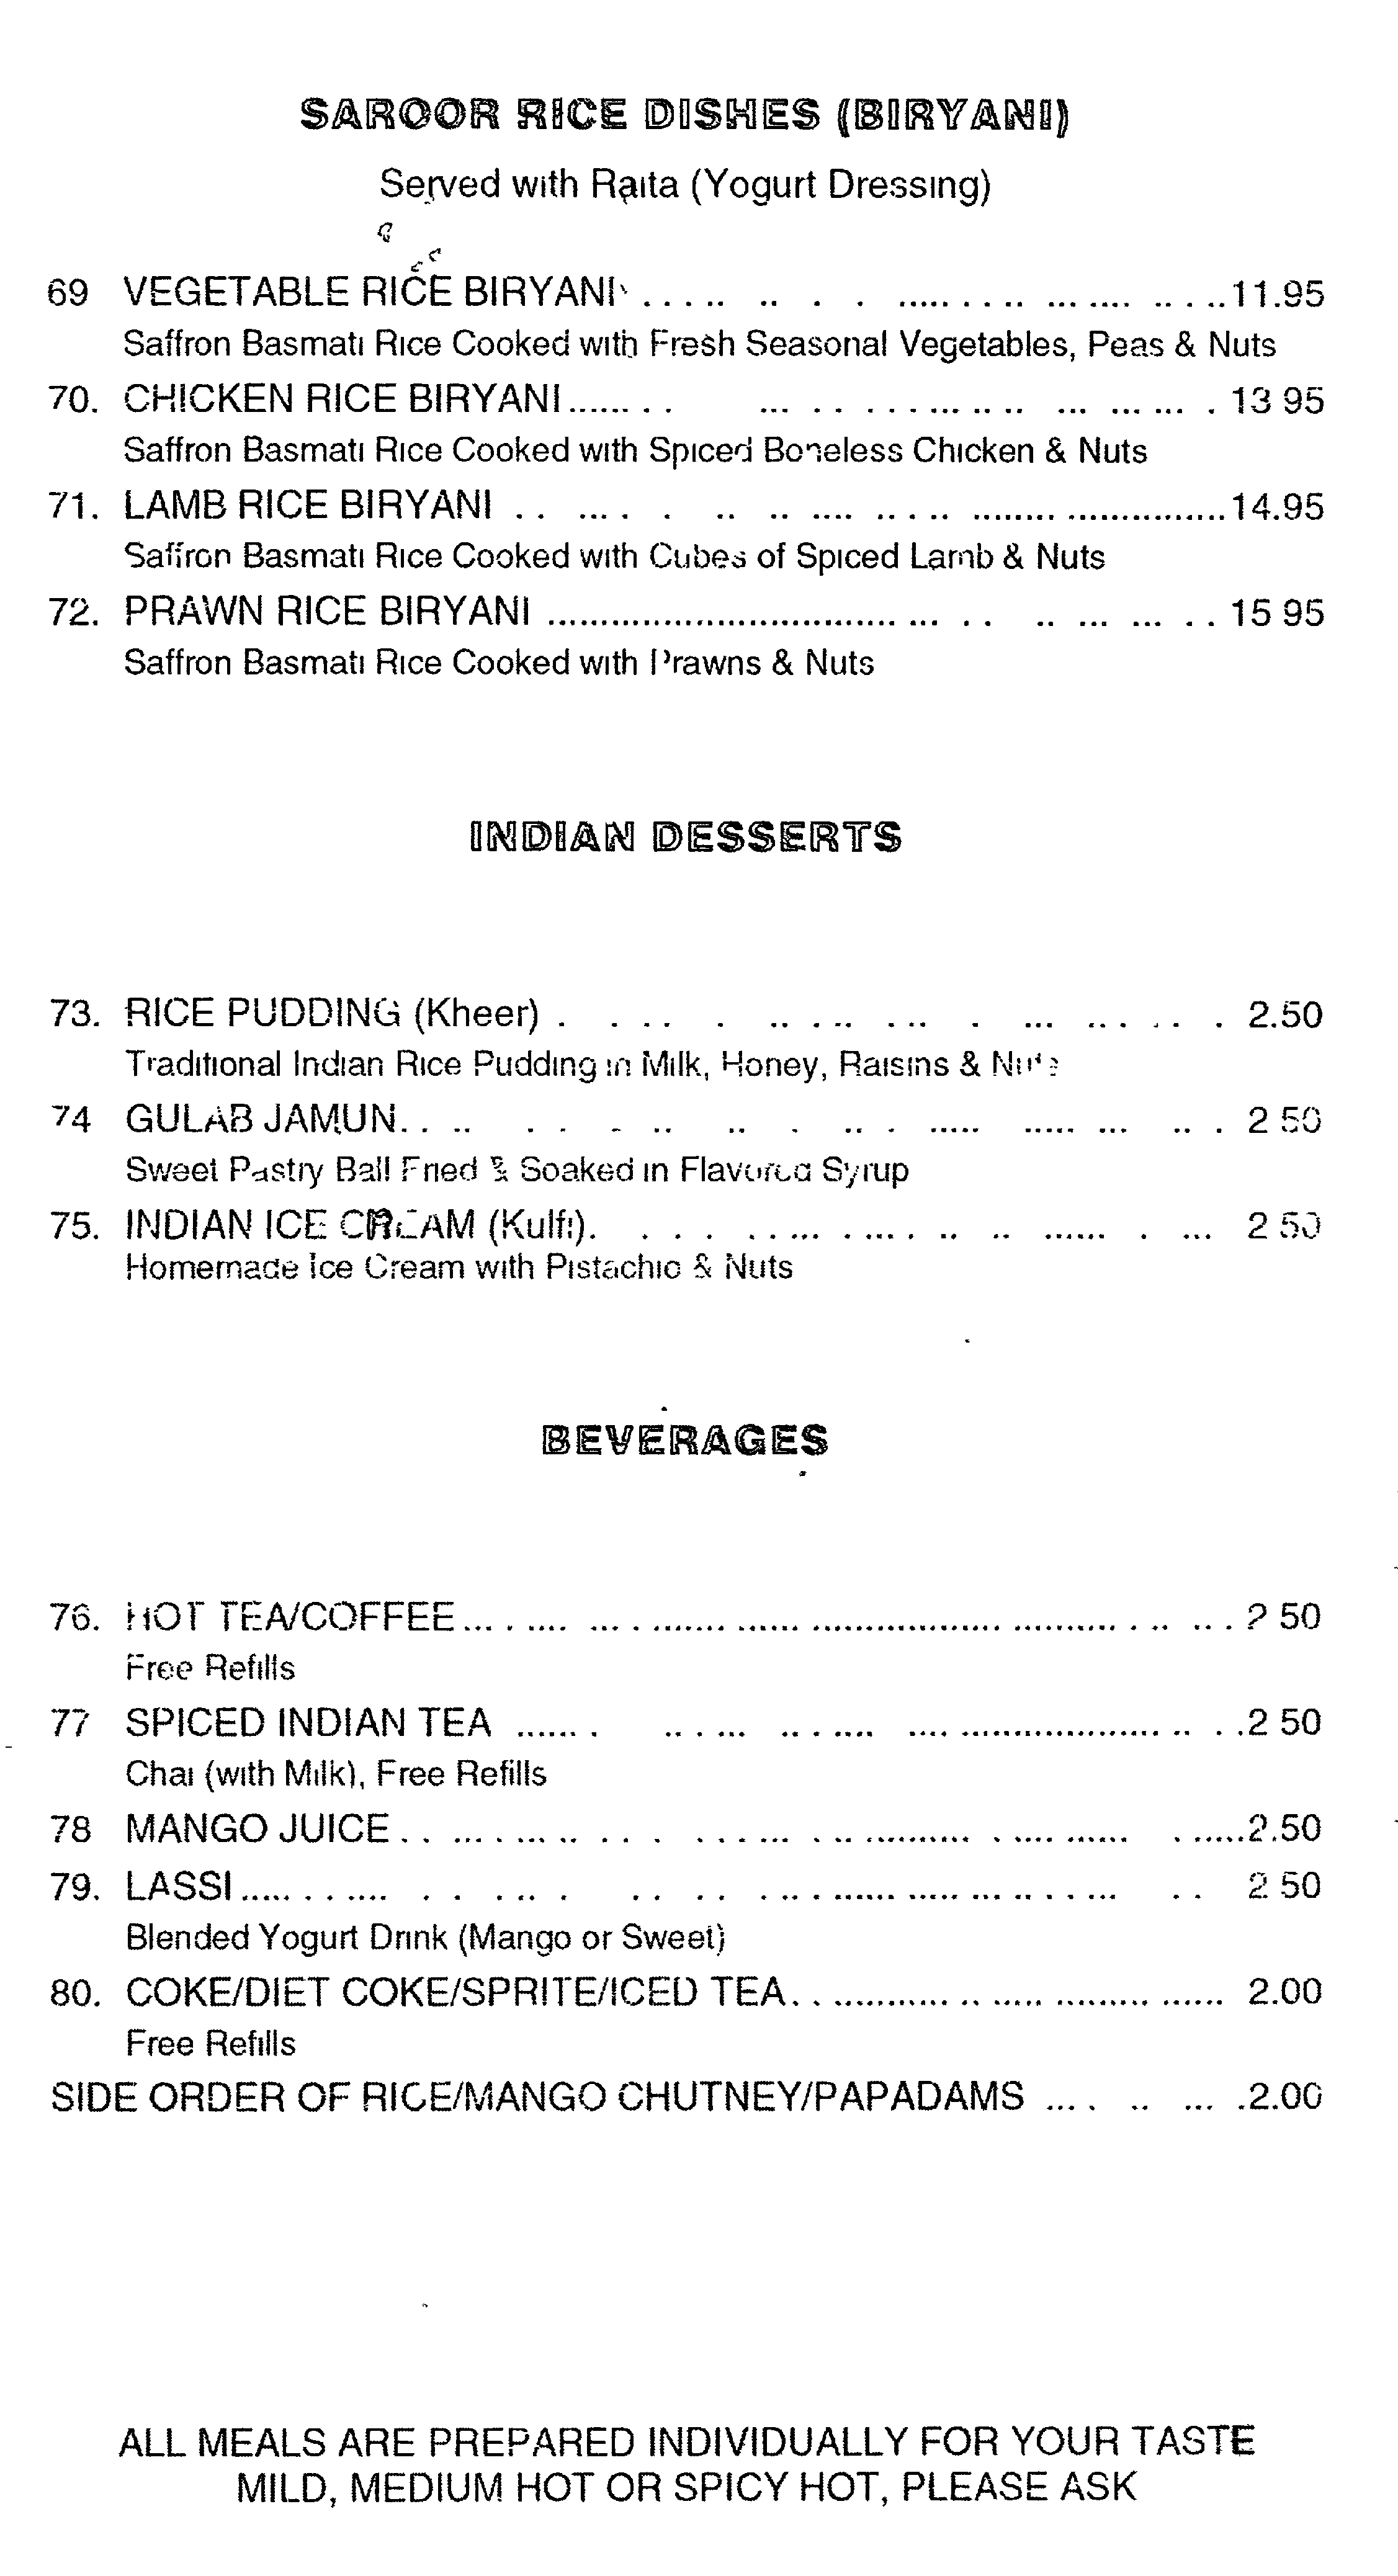 SAROOR RICE DISHES (BIRYANI)
Served with Raita (Yogurt Dressing)
69 VEGETABLE RICE BIRYANI ..... .. . . ..... .... ... .... .. . ..11.95
Saffron Basmati Rice Cooked with Fresh Seasonal Vegetables, Peas & Nuts
70. CHICKEN RICE BIRYANI...... . . ... . . . . ...... .. .. ... ... ... . 13 95
Saffron Basmati Rice Cooked with Spiced Boneless Chicken & Nuts
71. LAMB RICE BIRYANI . . ... . . .. .. .... .. . .. ........ ...............14.95
Saffron Basmati Rice Cooked with Cubes of Spiced Lamb & Nuts
72. PRAWN RICE BIRYANI ................................. ... . . .. ... ... . . 15 95
Saffron Basmati Rice Cooked with Prawns & Nuts
INDIAN DESSERTS
73. RICE PUDDING (Kheer) . . .. . .. . .. . .. . ... .. . . . . 2.50
Traditional Indian Rice Pudding in Milk, Honey, Raisins & Nuts
74 GULAB JAMUN. . .. . . . .. .. . .. . ..... ..... ... .. . 2 50
Sweet Pastry Ball Fried & Soaked in Flavored Syrup
75. INDIAN ICE CREAM (Kulfi). . . . . ..... . .... . .. .. ...... . ... 2 50
Homemade Ice Cream with Pistachio & Nuts
BEVERAGES
76. HOT TEA/COFFEE... . .... ... . ....... ...... .................. .......... . .. .. . 2 50
Free Refills
77 SPICED INDIAN TEA ...... . .. . ... .. . .... .... ................... .. . .2 50
Chai (with Milk), Free Refills
78 MANGO JUICE . . ... . ... .. . . . . . . ... . .. .......... . .... ...... . .....2.50
79. LASSI..... . . .... . . . .. . . . . . . .. . ...... ..... ... .. . . ... . . 2 50
Blended Yogurt Drink (Mango or Sweet)
80. COKE/DIET COKE/SPRITE/ICED TEA. . ........... .. ..... ......... ...... 2.00
Free Refills
SIDE ORDER OF RICE/MANGO CHUTNEY/PAPADAMS ... . .. ... .2.00
ALL MEALS ARE PREPARED INDIVIDUALLY FOR YOUR TASTE
MILD, MEDIUM HOT OR SPICY HOT, PLEASE ASK